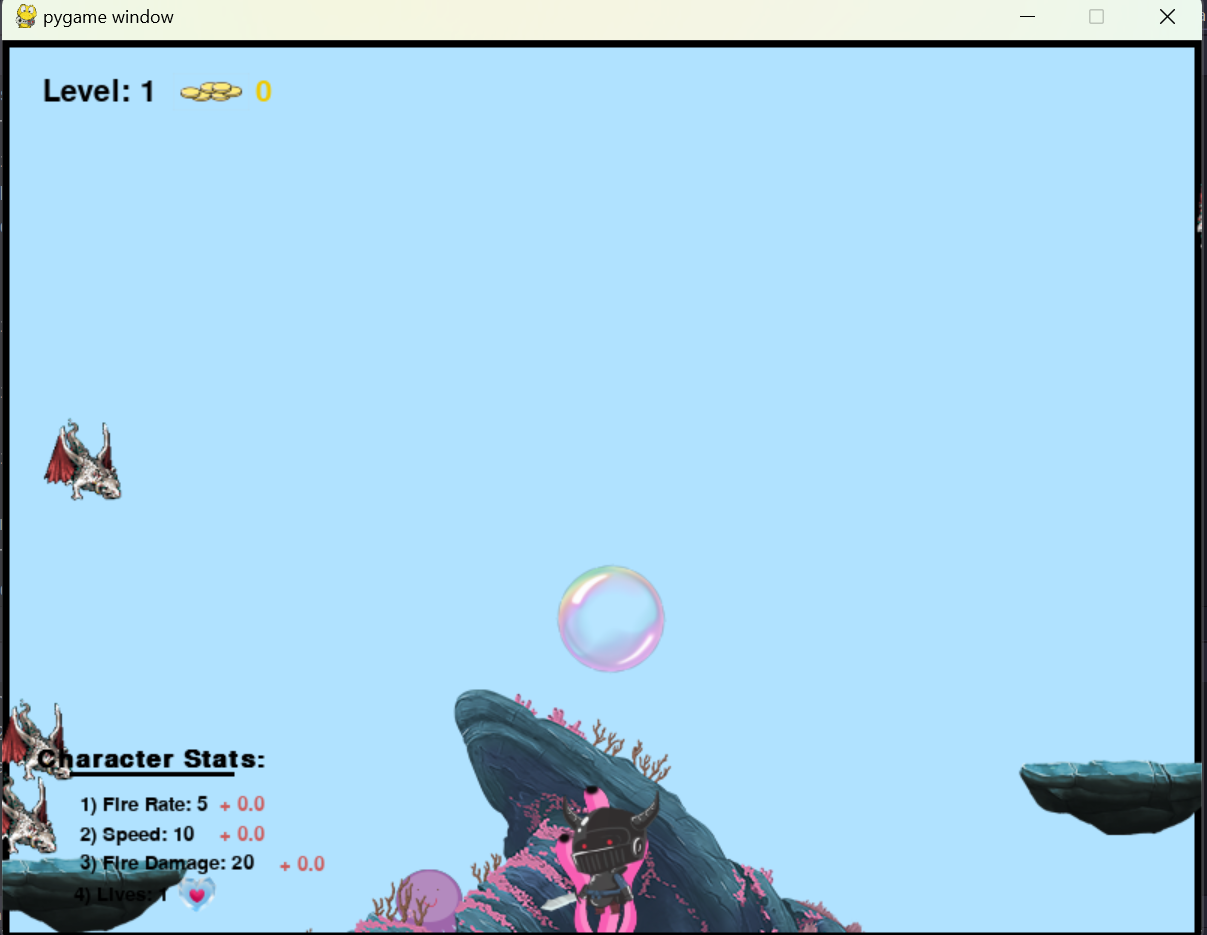 pygame window
Level: 1 0
Character Stats:
1) Fire Rate: 5 + 0.0
2) Speed: 10 + 0.0
3) Fire Damage: 20 + 0.0
4) Lives: 1